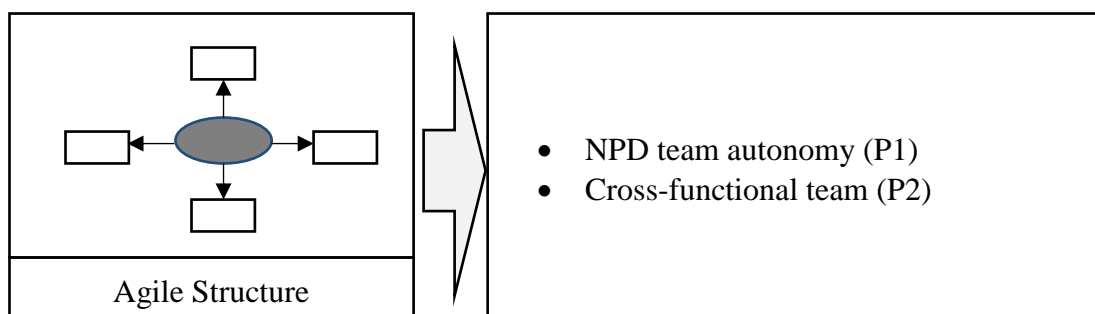 • NPD team autonomy (P1)
• Cross-functional team (P2)
Agile Structure